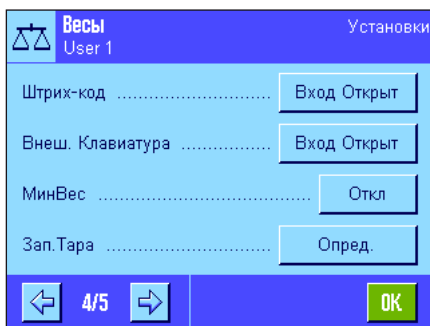 Весы
Установки
User 1
Штрих-код ............................ Вход Открыт
Внеш. Клавиатура ................ Вход Открыт
МинВес ...................................... Откл
Зап.Тара ............................. Опред.
4/5
OK